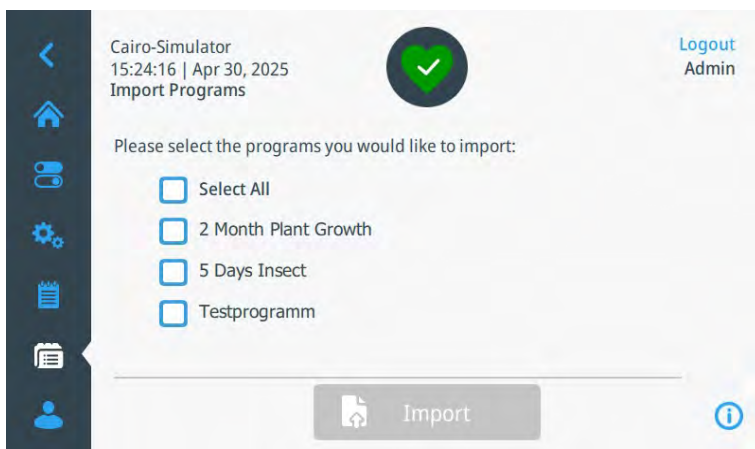 Cairo-Simulator
15:24:16 | Apr 30, 2025
Import Programs
Logout
Admin
Please select the programs you would like to import:
Select All
2 Month Plant Growth
5 Days Insect
Testprogramm
Import